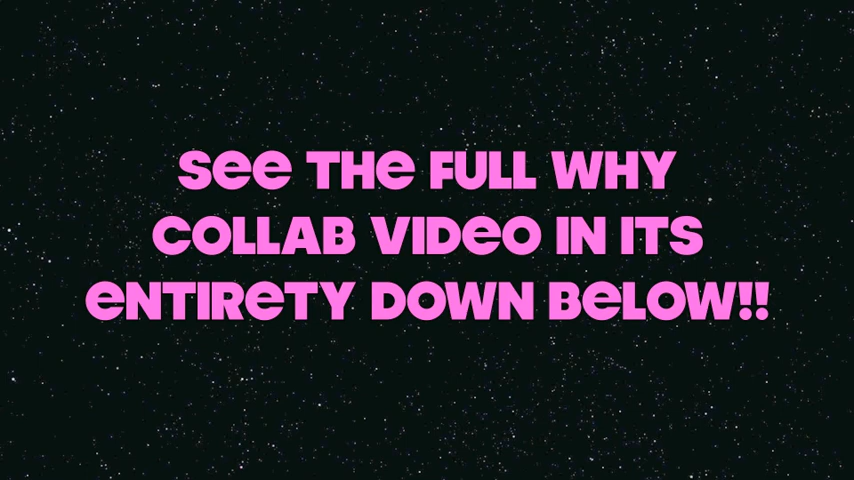 See THe FULL WHY
COLLAB VIDeO IN ITS
eNTIReTY DOWN BeLOW!!